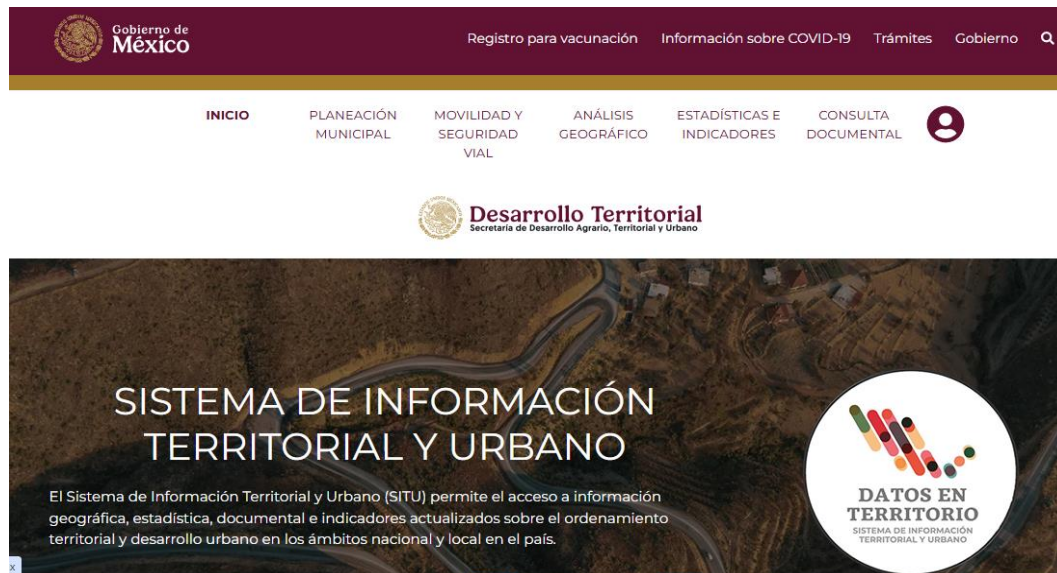 Gobierno de
México
Registro para vacunación Información sobre COVID-19 Trámites Gobierno
INICIO
PLANEACIÓN
MUNICIPAL
MOVILIDAD Y
SEGURIDAD
VIAL
ANÁLISIS
GEOGRÁFICO
ESTADÍSTICAS E
INDICADORES
CONSULTA
DOCUMENTAL
Desarrollo Territorial
Secretaría de Desarrollo Agrario, Territorial y Urbano
SISTEMA DE INFORMACIÓN
TERRITORIAL Y URBANO
El Sistema de Información Territorial y Urbano (SITU) permite el acceso a información
geográfica, estadística, documental e indicadores actualizados sobre el ordenamiento
territorial y desarrollo urbano en los ámbitos nacional y local en el país.
DATOS EN
TERRITORIO
SISTEMA DE INFORMACIÓN
TERRITORIAL Y URBANO
x